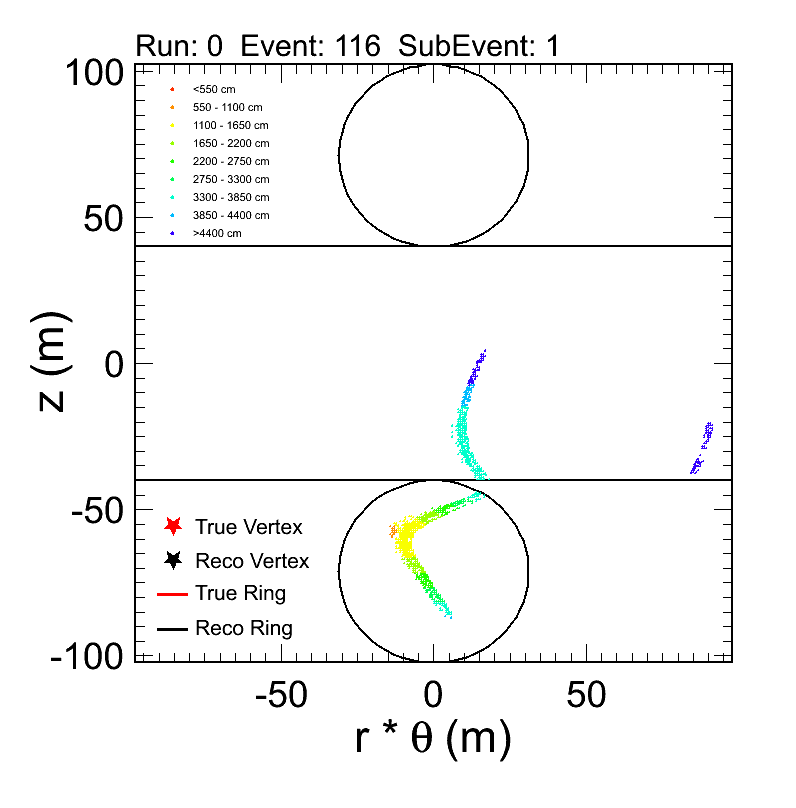 Run: 0  Event: 116  SubEvent: 1
100
<550 cm
550 - 1100 cm
1100 - 1650 cm
1650 - 2200 cm
2200 - 2750 cm
2750 - 3300 cm
3300 - 3850 cm
3850 - 4400 cm
>4400 cm
50
0
z (m)
-50
True Vertex
Reco Vertex
True Ring
Reco Ring
-100
-50 0 50
r * θ (m)